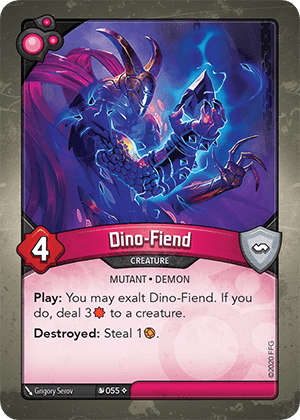 Dino-Fiend
CREATURE
4
MUTANT • DEMON
Play: You may exalt Dino-Fiend. If you
do, deal 3 to a creature.
Destroyed: Steal 1.
Grigory Serov
055
©2020 FFG